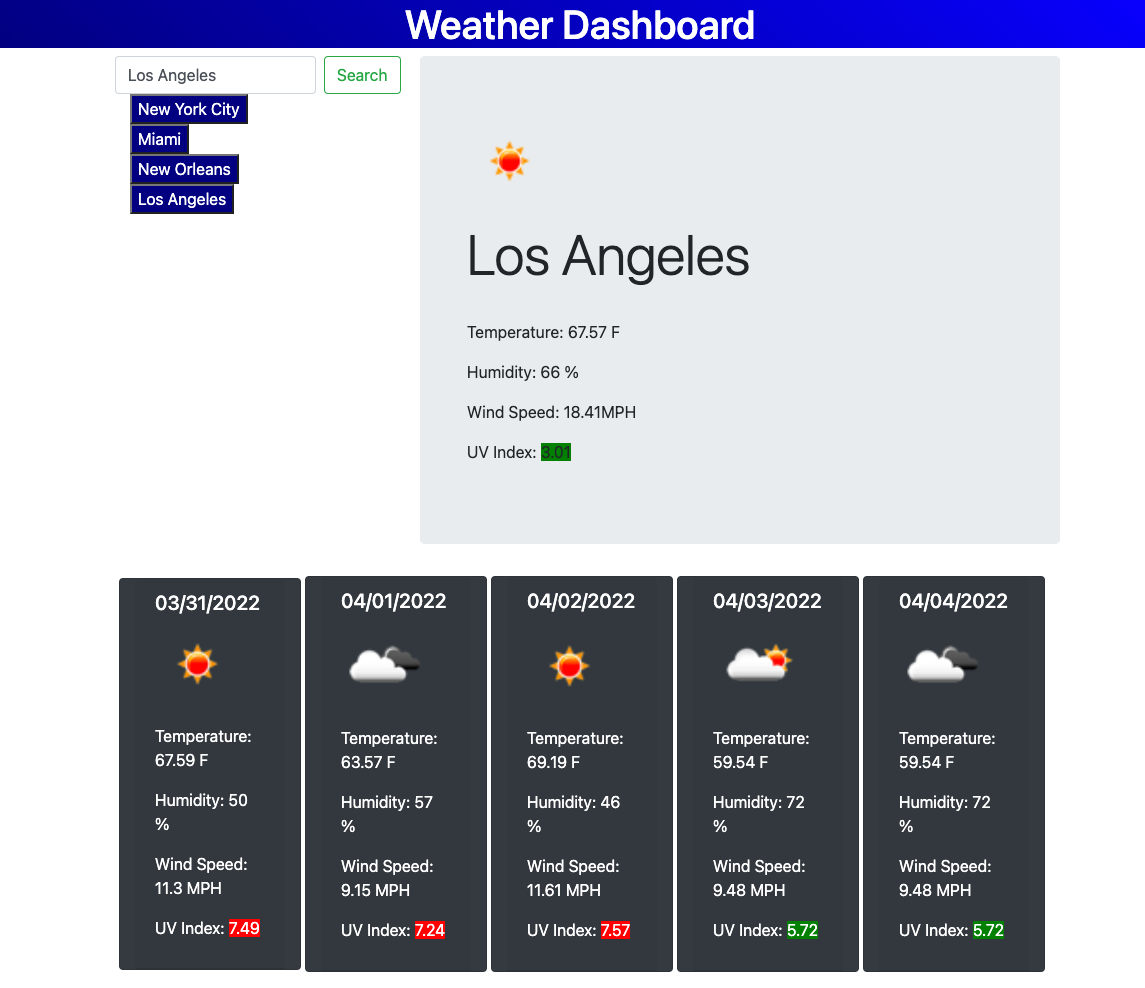 Weather Dashboard
Los Angeles
Search
New York City
Miami
New Orleans
Los Angeles
Los Angeles
Temperature: 67.57 F
Humidity: 66 %
Wind Speed: 18.41MPH
UV Index: 3.01
03/31/2022
Temperature:
67.59 F
Humidity: 50
%
Wind Speed:
11.3 MPH
UV Index: 7.49
04/01/2022
Temperature:
63.57 F
Humidity: 57
%
Wind Speed:
9.15 MPH
UV Index: 7.24
04/02/2022
Temperature:
69.19 F
Humidity: 46
%
Wind Speed:
11.61 MPH
UV Index: 7.57
04/03/2022
Temperature:
59.54 F
Humidity: 72
%
Wind Speed:
9.48 MPH
UV Index: 5.72
04/04/2022
Temperature:
59.54 F
Humidity: 72
%
Wind Speed:
9.48 MPH
UV Index: 5.72